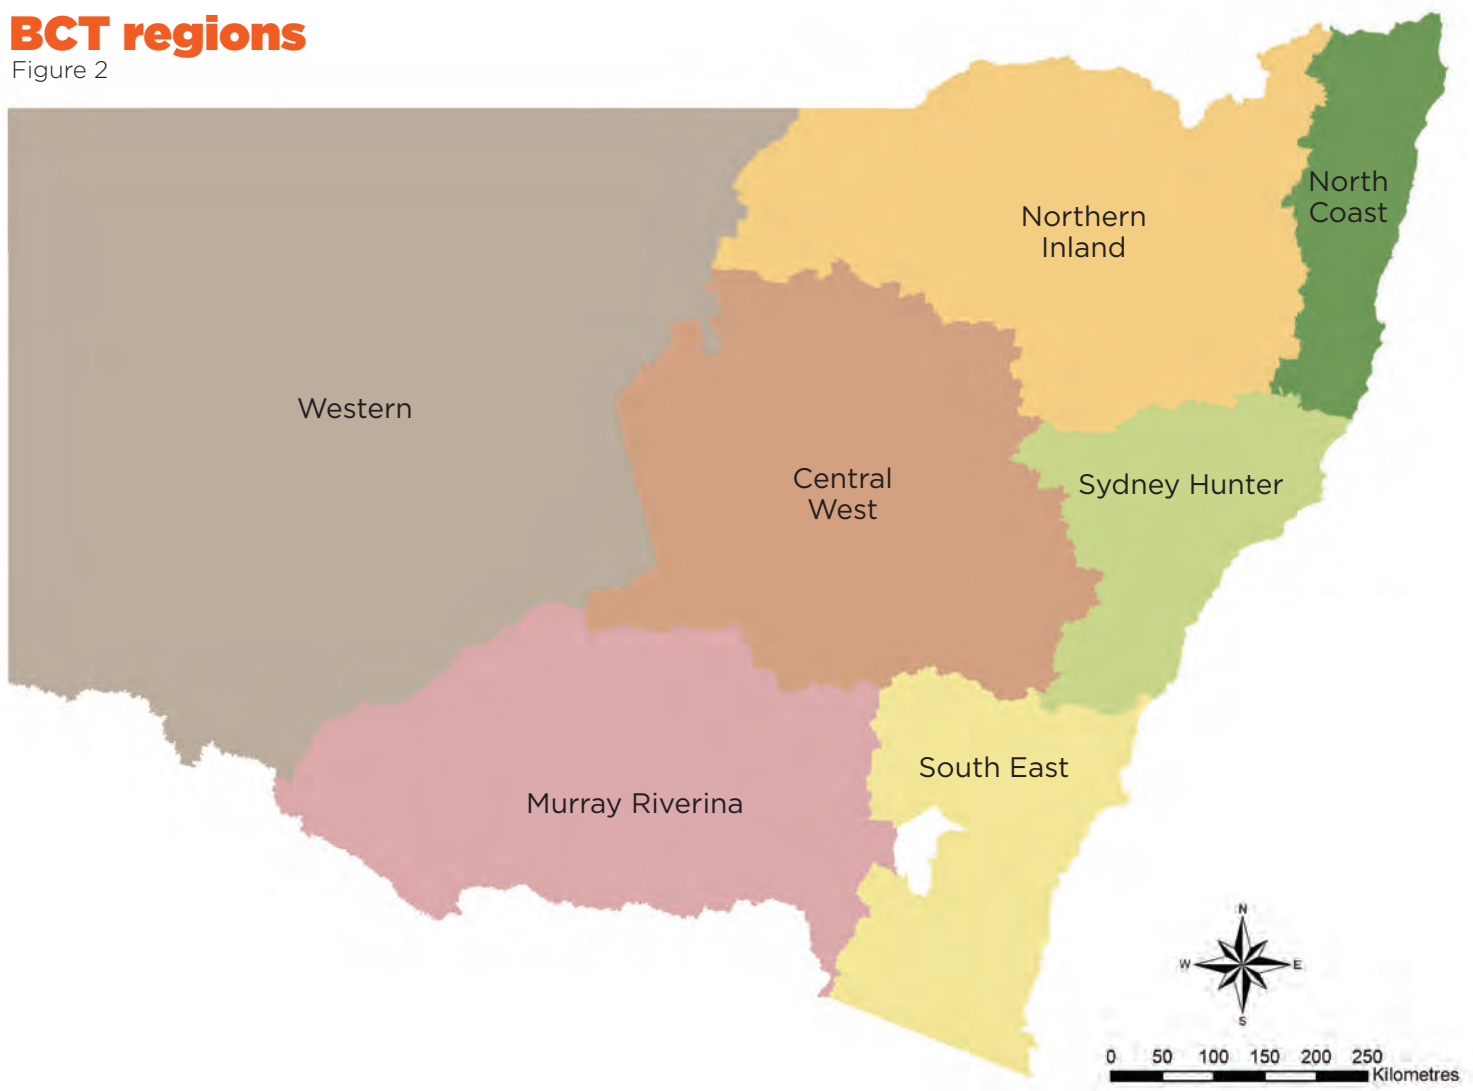 BCT regions
Figure 2
North
Coast
Northern
Inland
Western
Central
West
Sydney Hunter
South East
Murray Riverina
N
W E
S
0 50 100 150 200 250
Kilometres